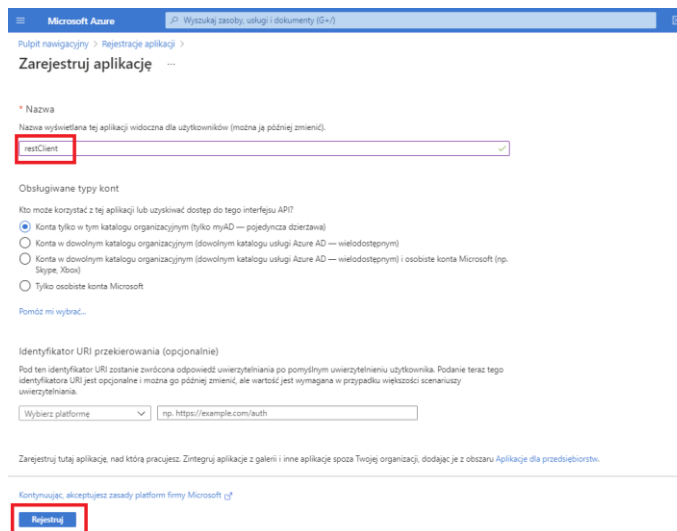 Microsoft Azure
Wyszukaj zasoby, usługi i dokumenty (G+/)
Pulpit nawigacyjny > Rejestracje aplikacji >
Zarejestruj aplikację ...
* Nazwa
Nazwa wyświetlana tej aplikacji widoczna dla użytkowników (można ją później zmienić).
restClient
Obsługiwane typy kont
Kto może korzystać z tej aplikacji lub uzyskiwać dostęp do tego interfejsu API?
Konta tylko w tym katalogu organizacyjnym (tylko myAD — pojedyncza dzierżawa)
Konta w dowolnym katalogu organizacyjnym (dowolnym katalogu usługi Azure AD — wielodostępnym)
Konta w dowolnym katalogu organizacyjnym (dowolnym katalogu usługi Azure AD — wielodostępnym) i osobiste konta Microsoft (np.
Skype, Xbox)
Tylko osobiste konta Microsoft
Pomóż mi wybrać...
Identyfikator URI przekierowania (opcjonalnie)
Pod ten identyfikator URI zostanie zwrócona odpowiedź uwierzytelniania po pomyślnym uwierzytelnieniu użytkownika. Podanie teraz tego
identyfikatora URI jest opcjonalne i można go później zmienić, ale wartość jest wymagana w przypadku większości scenariuszy
uwierzytelniania.
Wybierz platformę
np. https://example.com/auth
Zarejestruj tutaj aplikację, nad którą pracujesz. Zintegruj aplikacje z galerii i inne aplikacje spoza Twojej organizacji, dodając je z obszaru Aplikacje dla przedsiębiorstw.
Kontynuując, akceptujesz zasady platform firmy Microsoft
Rejestruj